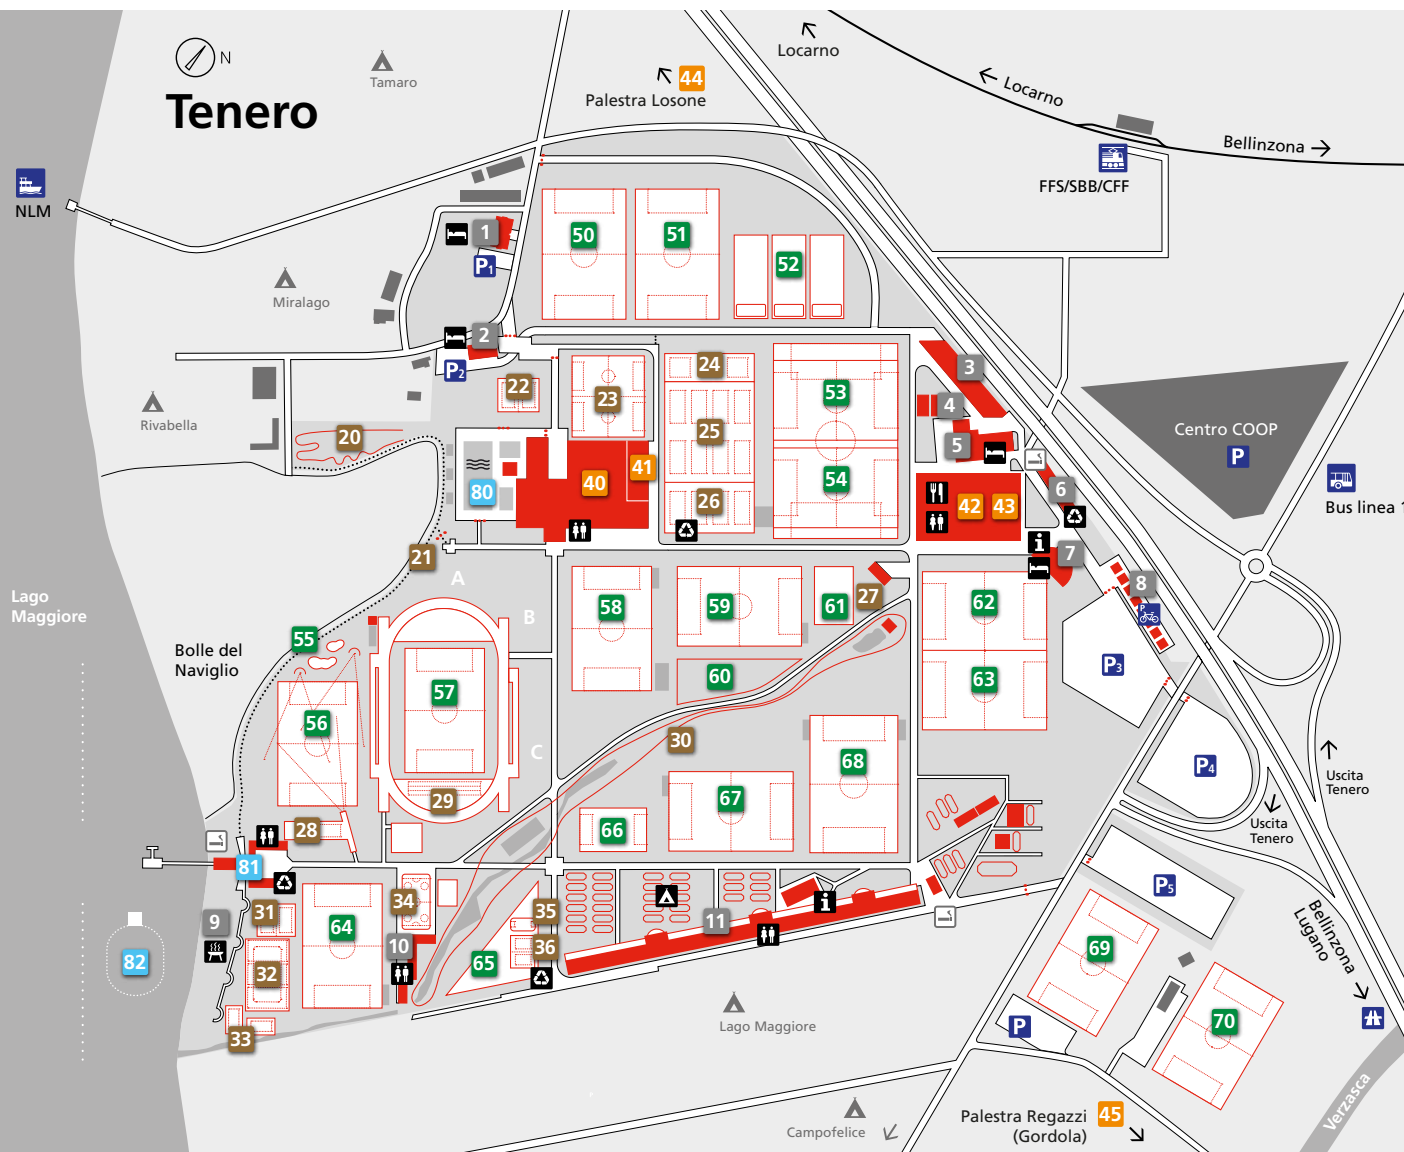 N
Tenero
Tamaro
44
Palestra Losone
Locarno
Locarno
Bellinzona
FFS/SBB/CFF
NLM
1
P1
50
51
52
Miralago
2
P2
3
24
22
23
53
4
Rivabella
20
25
5
Centro COOP
P
41
40
80
54
6
26
42
43
Bus linea 1
i
7
21
A
8
P
27
Lago
Maggiore
58
59
61
62
B
55
Bolle del
Naviglio
P3
60
63
57
56
30
C
68
P4
Uscita
Tenero
29
67
Uscita
Tenero
28
66
81
P5
34
35
11
i
9
31
64
10
36
65
69
Bellinzona
Lugano
82
32
70
33
Lago Maggiore
P
Campofelice
Palestra Regazzi
(Gordola)
45
Verzasca